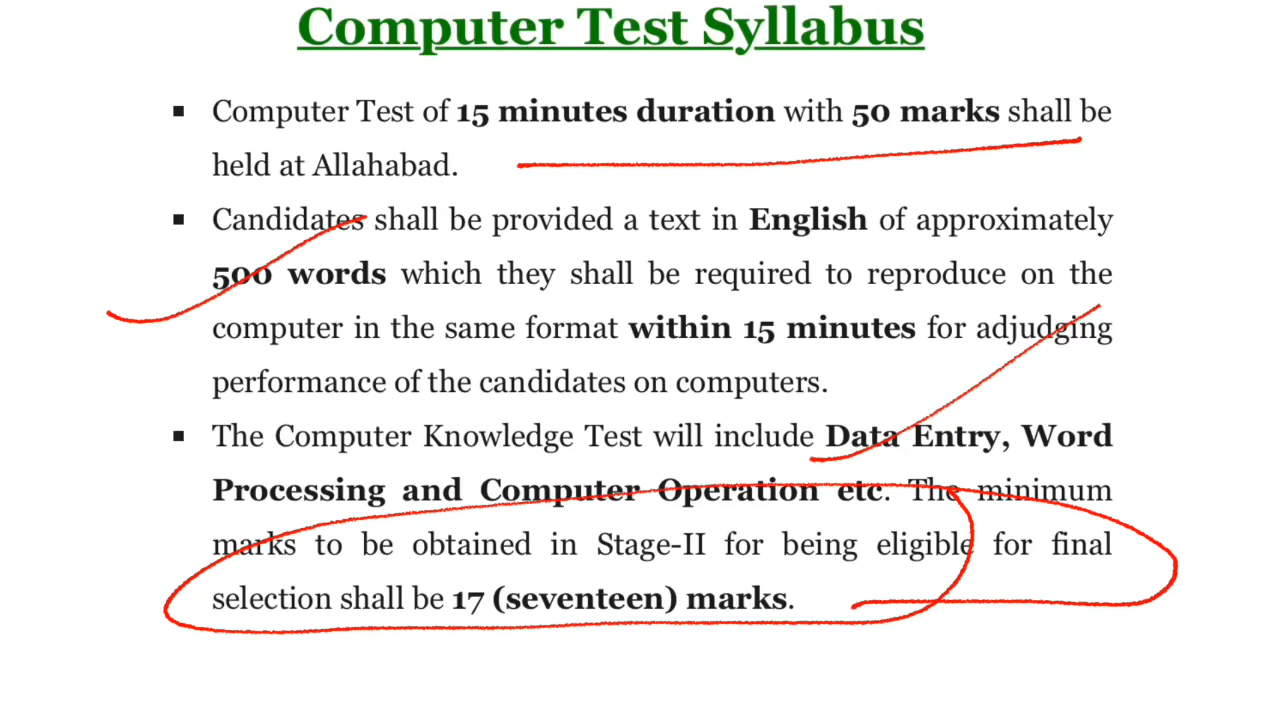 Computer Test Syllabus
▪ Computer Test of 15 minutes duration with 50 marks shall be
held at Allahabad.
▪ Candidates shall be provided a text in English of approximately
500 words which they shall be required to reproduce on the
computer in the same format within 15 minutes for adjudging
performance of the candidates on computers.
▪ The Computer Knowledge Test will include Data Entry, Word
Processing and Computer Operation etc. The minimum
marks to be obtained in Stage-II for being eligible for final
selection shall be 17 (seventeen) marks.